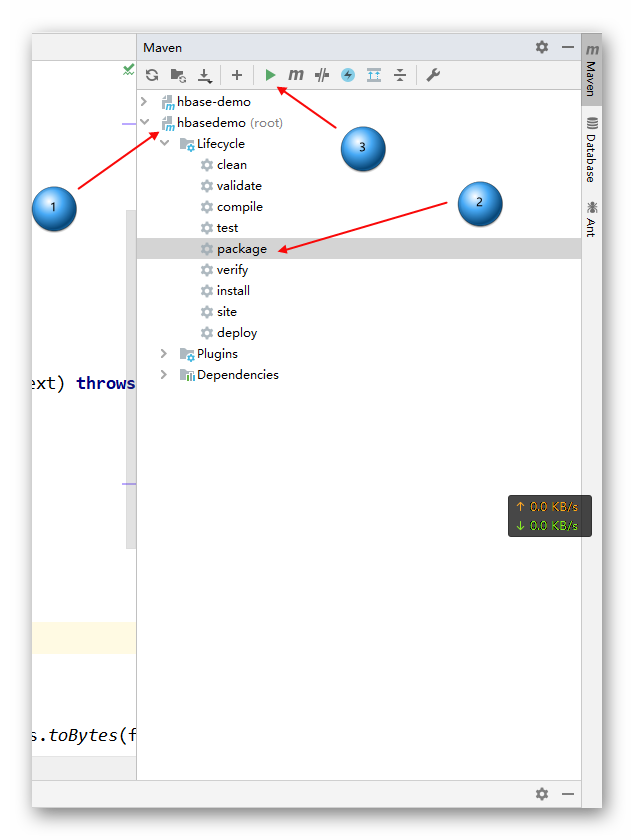 Maven
m
hbase-demo
hbasedemo (root)
Lifecycle
clean
validate
compile
test
package
verify
install
site
deploy
Plugins
Dependencies
1
2
3
ext) throws
s.toBytes(f
↑ 0.0 KB/s
↓ 0.0 KB/s
m
Maven
Database
Ant